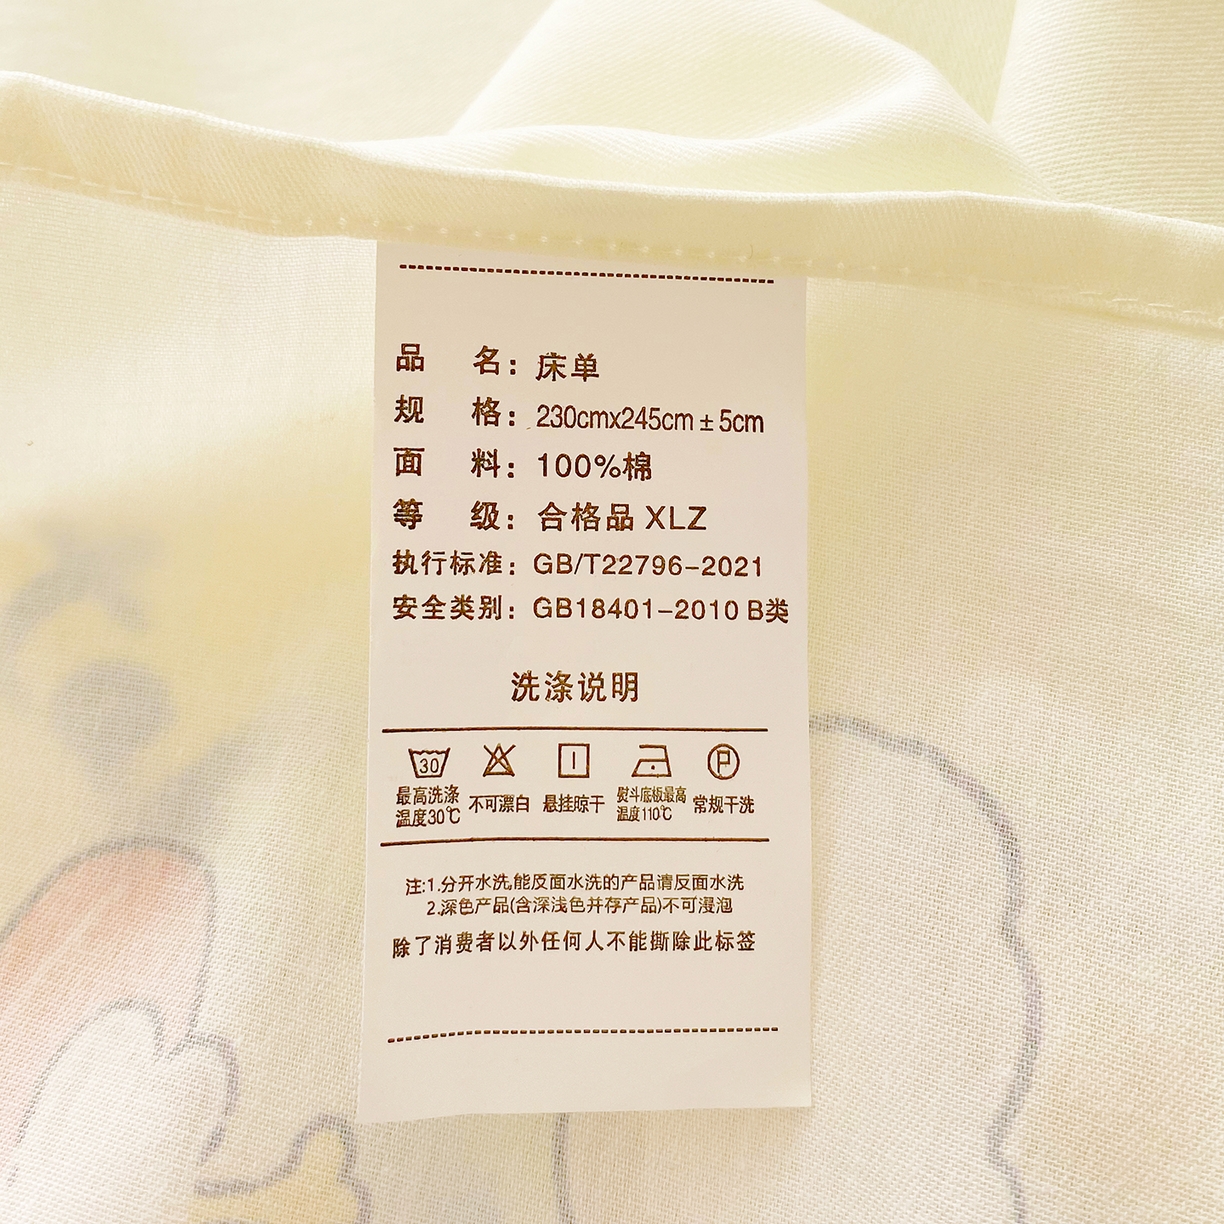 品 名：床单
规 格：230cmx245cm±5cm
面 料：100%棉
等 级：合格品 XLZ
执行标准：GB/T22796-2021
安全类别：GB18401-2010 B类
洗涤说明
30 P
最高洗涤温度30℃ 不可漂白 悬挂晾干 熨斗底板最高温度110℃ 常规干洗
注:1.分开水洗,能反面水洗的产品请反面水洗
2.深色产品(含深浅色并存产品)不可浸泡
除了消费者以外任何人不能撕除此标签